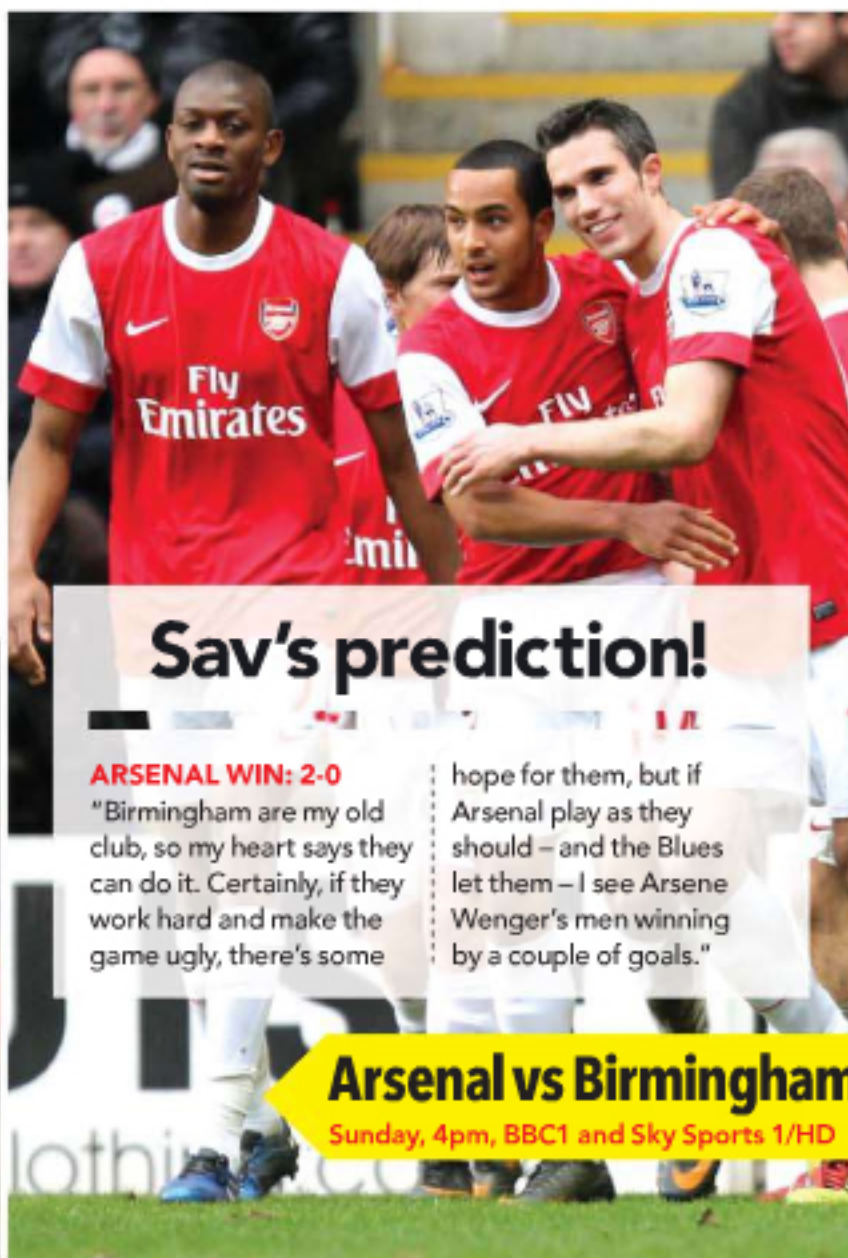 Fly
Emirates
Fly
Sav's prediction!
ARSENAL WIN: 2-0
"Birmingham are my old
club, so my heart says they
can do it. Certainly, if they
work hard and make the
game ugly, there's some
hope for them, but if
Arsenal play as they
should – and the Blues
let them – I see Arsene
Wenger's men winning
by a couple of goals."
Arsenal vs Birmingham
Sunday, 4pm, BBC1 and Sky Sports 1/HD